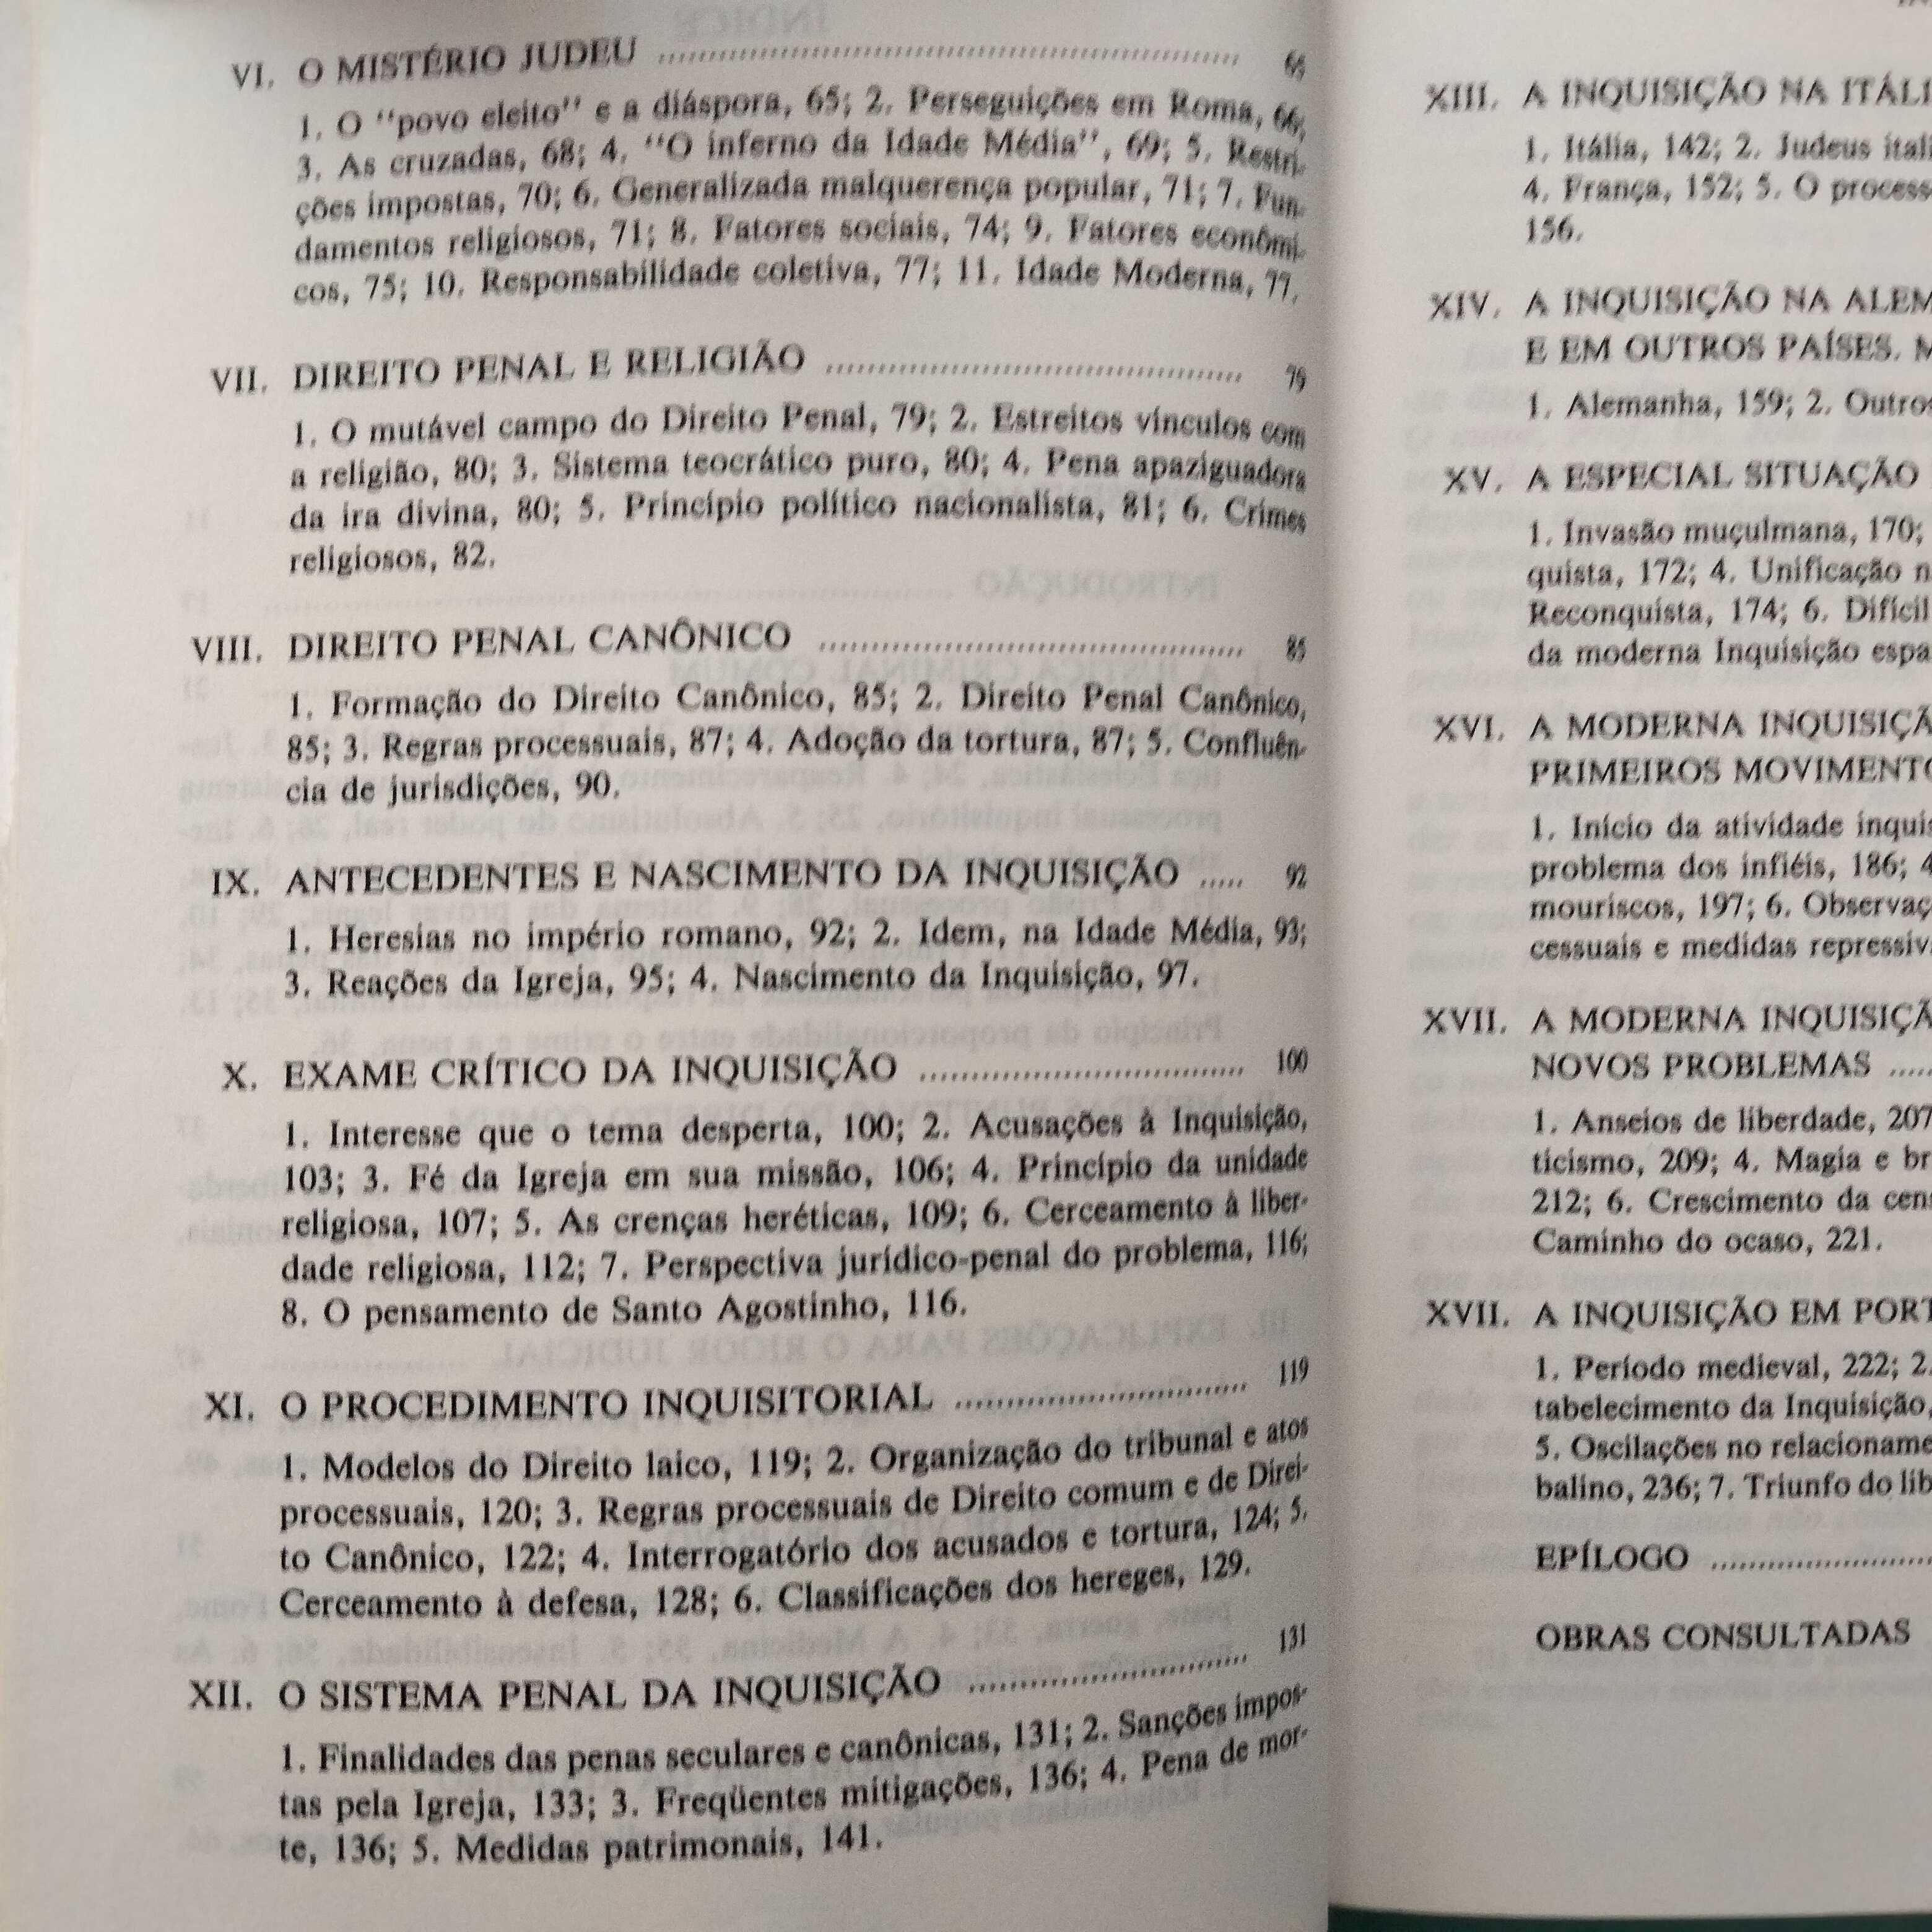 VI. O MISTÉRIO JUDEU ........................................ 65
1. O "povo eleito" e a diáspora, 65; 2. Perseguições em Roma, 66;
3. As cruzadas, 68; 4. "O inferno da Idade Média", 69; 5. Restri-
ções impostas, 70; 6. Generalizada malquerença popular, 71; 7. Fun-
damentos religiosos, 71; 8. Fatores sociais, 74; 9. Fatores econômi-
cos, 75; 10. Responsabilidade coletiva, 77; 11. Idade Moderna, 77.
VII. DIREITO PENAL E RELIGIÃO ........................................ 79
1. O mutável campo do Direito Penal, 79; 2. Estreitos vínculos com
a religião, 80; 3. Sistema teocrático puro, 80; 4. Pena apaziguadora
da ira divina, 80; 5. Princípio político nacionalista, 81; 6. Crimes
religiosos, 82.
VIII. DIREITO PENAL CANÔNICO ........................................ 85
1. Formação do Direito Canônico, 85; 2. Direito Penal Canônico,
85; 3. Regras processuais, 87; 4. Adoção da tortura, 87; 5. Confluên-
cia de jurisdições, 90.
IX. ANTECEDENTES E NASCIMENTO DA INQUISIÇÃO ..... 92
1. Heresias no império romano, 92; 2. Idem, na Idade Média, 93;
3. Reações da Igreja, 95; 4. Nascimento da Inquisição, 97.
X. EXAME CRÍTICO DA INQUISIÇÃO ................................ 100
1. Interesse que o tema desperta, 100; 2. Acusações à Inquisição,
103; 3. Fé da Igreja em sua missão, 106; 4. Princípio da unidade
religiosa, 107; 5. As crenças heréticas, 109; 6. Cerceamento à liber-
dade religiosa, 112; 7. Perspectiva jurídico-penal do problema, 116;
8. O pensamento de Santo Agostinho, 116.
XI. O PROCEDIMENTO INQUISITORIAL ............................ 119
1. Modelos do Direito laico, 119; 2. Organização do tribunal e atos
processuais, 120; 3. Regras processuais de Direito comum e de Direi-
to Canônico, 122; 4. Interrogatório dos acusados e tortura, 124; 5.
Cerceamento à defesa, 128; 6. Classificações dos hereges, 129.
XII. O SISTEMA PENAL DA INQUISIÇÃO ............................ 131
1. Finalidades das penas seculares e canônicas, 131; 2. Sanções impos-
tas pela Igreja, 133; 3. Freqüentes mitigações, 136; 4. Pena de mor-
te, 136; 5. Medidas patrimonais, 141.
XIII. A INQUISIÇÃO NA ITÁLI
1. Itália, 142; 2. Judeus itali
4. França, 152; 5. O process
156.
XIV. A INQUISIÇÃO NA ALEM
E EM OUTROS PAÍSES. M
1. Alemanha, 159; 2. Outros
XV. A ESPECIAL SITUAÇÃO
1. Invasão muçulmana, 170;
quista, 172; 4. Unificação n
Reconquista, 174; 6. Difícil
da moderna Inquisição espa
XVI. A MODERNA INQUISIÇÃ
PRIMEIROS MOVIMENTO
1. Início da atividade inquis
problema dos infiéis, 186; 4
mouriscos, 197; 6. Observaç
cessuais e medidas repressiv
XVII. A MODERNA INQUISIÇÃ
NOVOS PROBLEMAS .....
1. Anseios de liberdade, 207
ticismo, 209; 4. Magia e br
212; 6. Crescimento da cens
Caminho do ocaso, 221.
XVII. A INQUISIÇÃO EM PORT
1. Período medieval, 222; 2.
tabelecimento da Inquisição,
5. Oscilações no relacioname
balino, 236; 7. Triunfo do lib
EPÍLOGO ....................
OBRAS CONSULTADAS